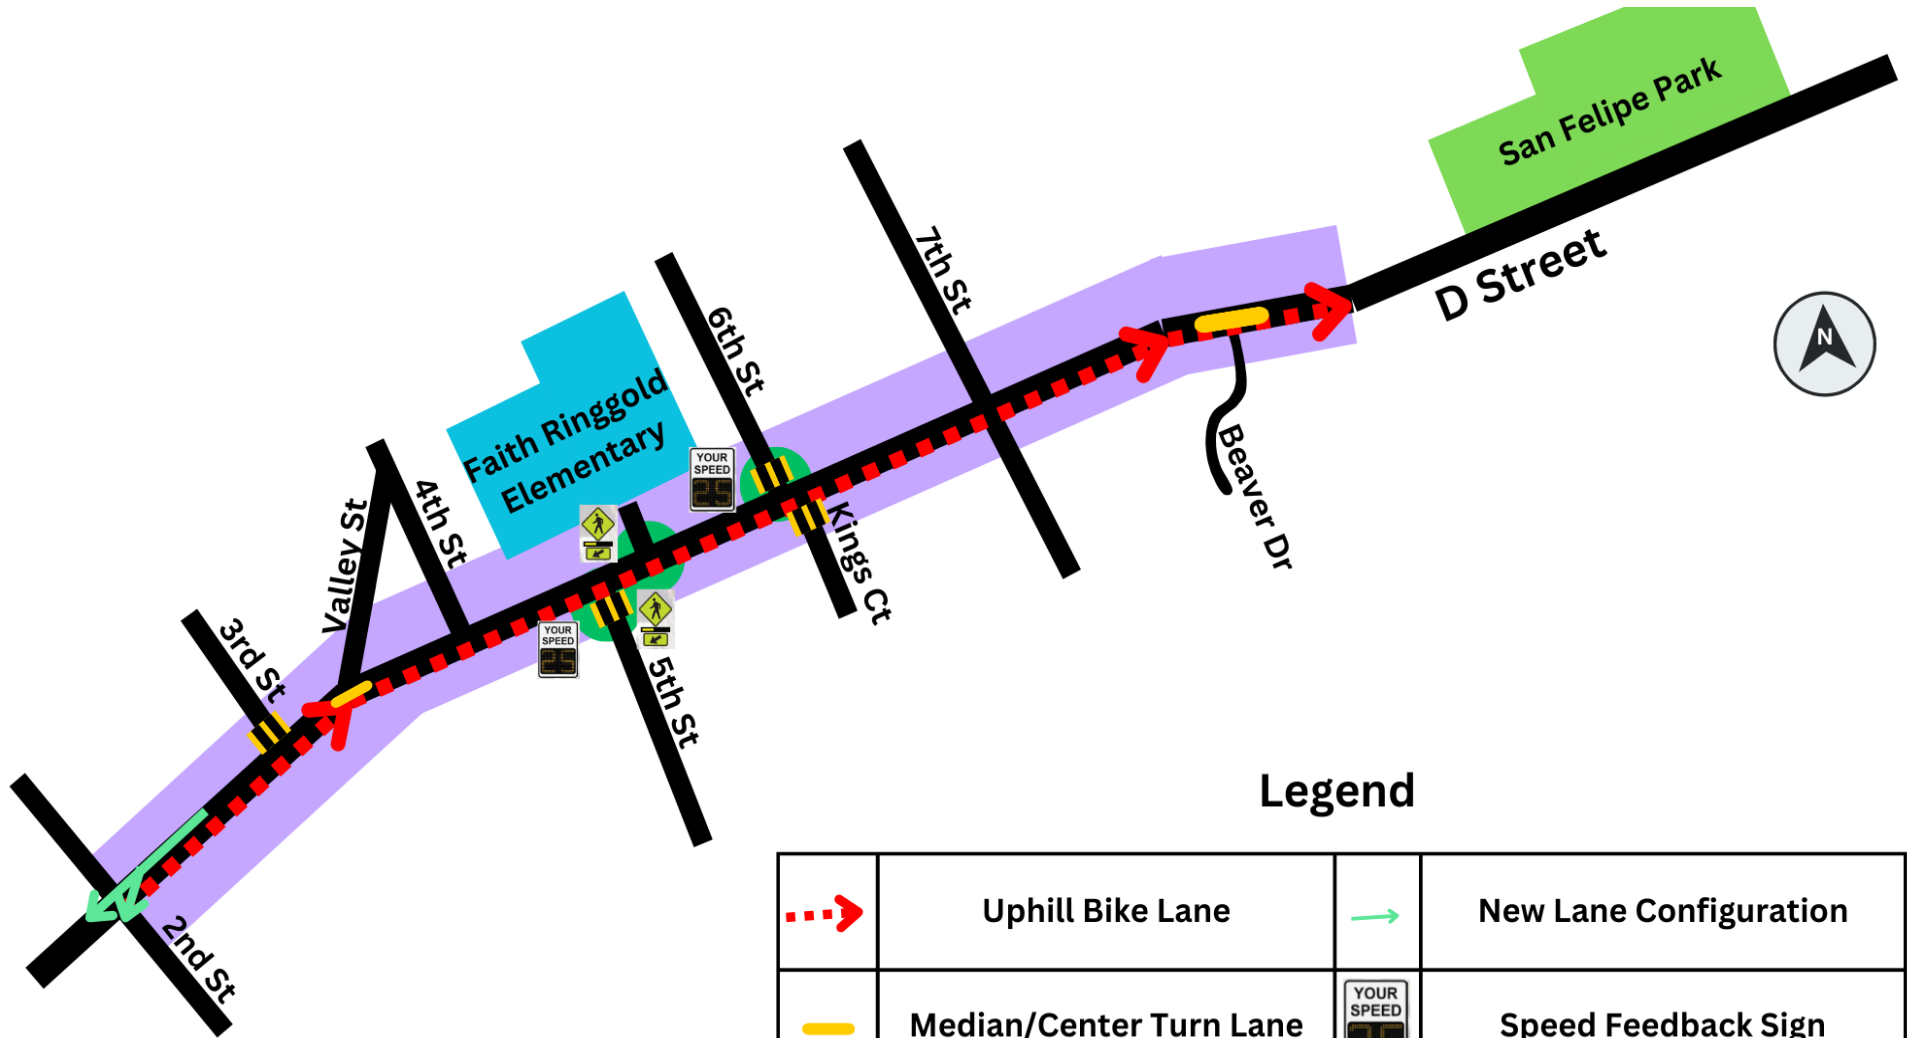 San Felipe Park
D Street
N
7th St
6th St
Faith Ringgold
Elementary
YOUR
SPEED
25
4th St
Valley St
Kings Ct
Beaver Dr
3rd St
YOUR
SPEED
25
5th St
2nd St
Legend
Uphill Bike Lane
New Lane Configuration
Median/Center Turn Lane
YOUR
SPEED
Speed Feedback Sign